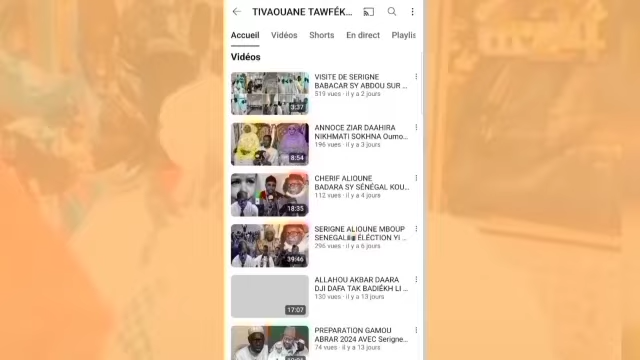 TIVAOUANE TAWFÉK...
Accueil Vidéos Shorts En direct Playlis
Vidéos
VISITE DE SERIGNE
BABACAR SY ABDOU SUR ...
519 vues · il y a 2 jours
3:37
ANNOCE ZIAR DAAHIRA
NIKHMATI SOKHNA Oumo...
196 vues · il y a 3 jours
8:54
CHERIF ALIOUNE
BADARA SY SÉNÉGAL KOU...
112 vues · il y a 4 jours
18:35
SERIGNE ALIOUNE MBOUP
SENEGAL🇸🇳 ÉLÉCTION YI ...
296 vues · il y a 6 jours
39:46
ALLAHOU AKBAR DAARA
DJI DAFA TAK BADIÉKH LI ...
130 vues · il y a 13 jours
17:07
PREPARATION GAMOU
ABRAR 2024 AVEC Serigne...
74 vues · il y a 13 jours